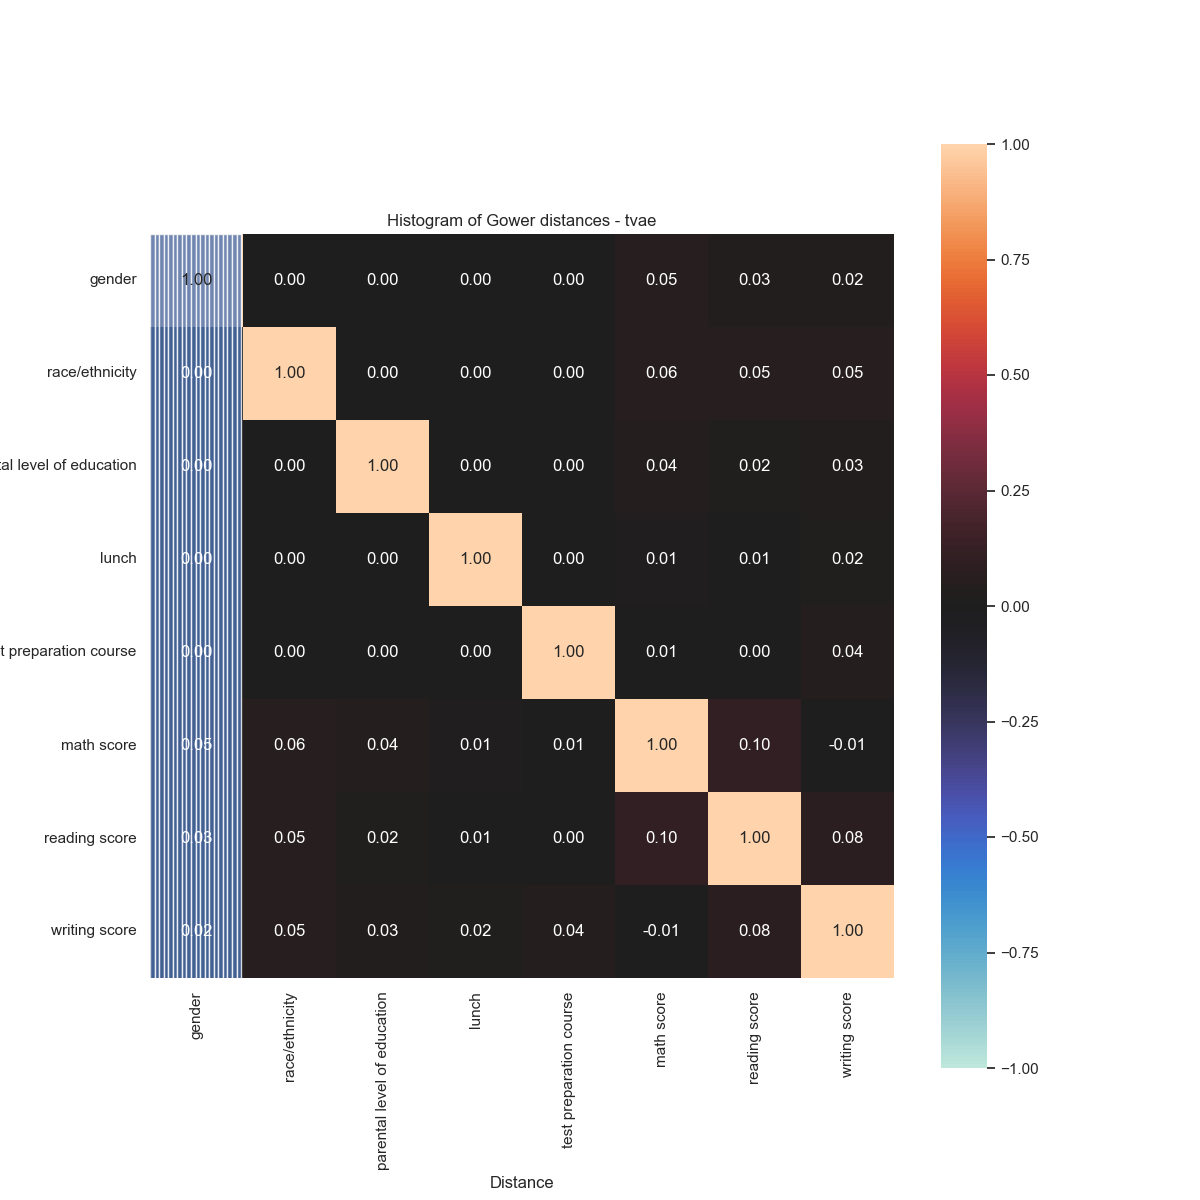 Histogram of Gower distances - tvae
gender 1.00 0.00 0.00 0.00 0.00 0.05 0.03 0.02
race/ethnicity 0.00 1.00 0.00 0.00 0.00 0.06 0.05 0.05
tal level of education 0.00 0.00 1.00 0.00 0.00 0.04 0.02 0.03
lunch 0.00 0.00 0.00 1.00 0.00 0.01 0.01 0.02
t preparation course 0.00 0.00 0.00 0.00 1.00 0.01 0.00 0.04
math score 0.05 0.06 0.04 0.01 0.01 1.00 0.10 -0.01
reading score 0.03 0.05 0.02 0.01 0.00 0.10 1.00 0.08
writing score 0.02 0.05 0.03 0.02 0.04 -0.01 0.08 1.00
gender
race/ethnicity
parental level of education
lunch
test preparation course
math score
reading score
writing score
Distance
1.00
0.75
0.50
0.25
0.00
−0.25
−0.50
−0.75
−1.00